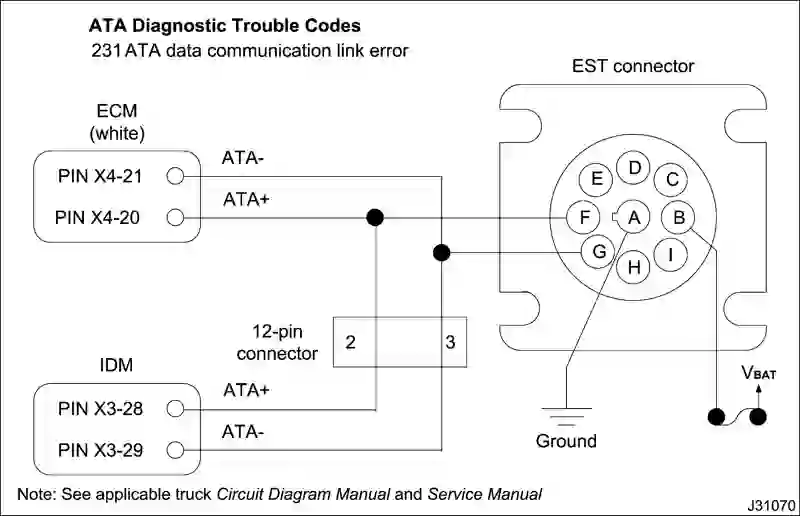 ATA Diagnostic Trouble Codes
231 ATA data communication link error
EST connector
ECM
(white)
PIN X4-21
ATA-
PIN X4-20
ATA+
E
D
C
F
A
B
G
H
I
12-pin
connector
2
3
IDM
PIN X3-28
ATA+
PIN X3-29
ATA-
VBAT
Ground
Note: See applicable truck Circuit Diagram Manual and Service Manual
J31070